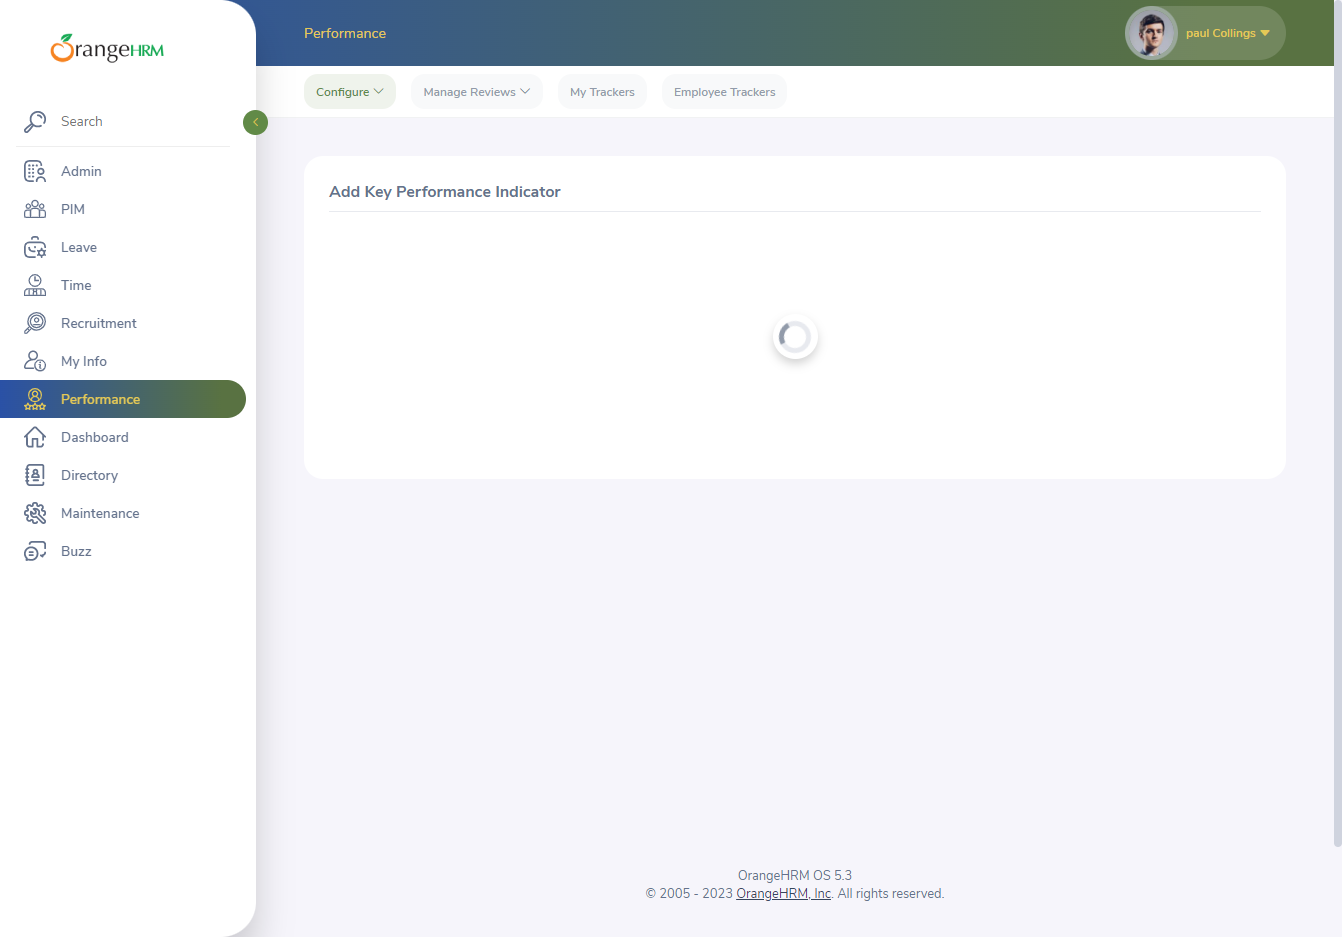 OrangeHRM
Search
Admin
PIM
Leave
Time
Recruitment
My Info
Performance
Dashboard
Directory
Maintenance
Buzz
Performance
paul Collings
Configure
Manage Reviews
My Trackers
Employee Trackers
Add Key Performance Indicator
OrangeHRM OS 5.3
© 2005 - 2023 OrangeHRM, Inc. All rights reserved.